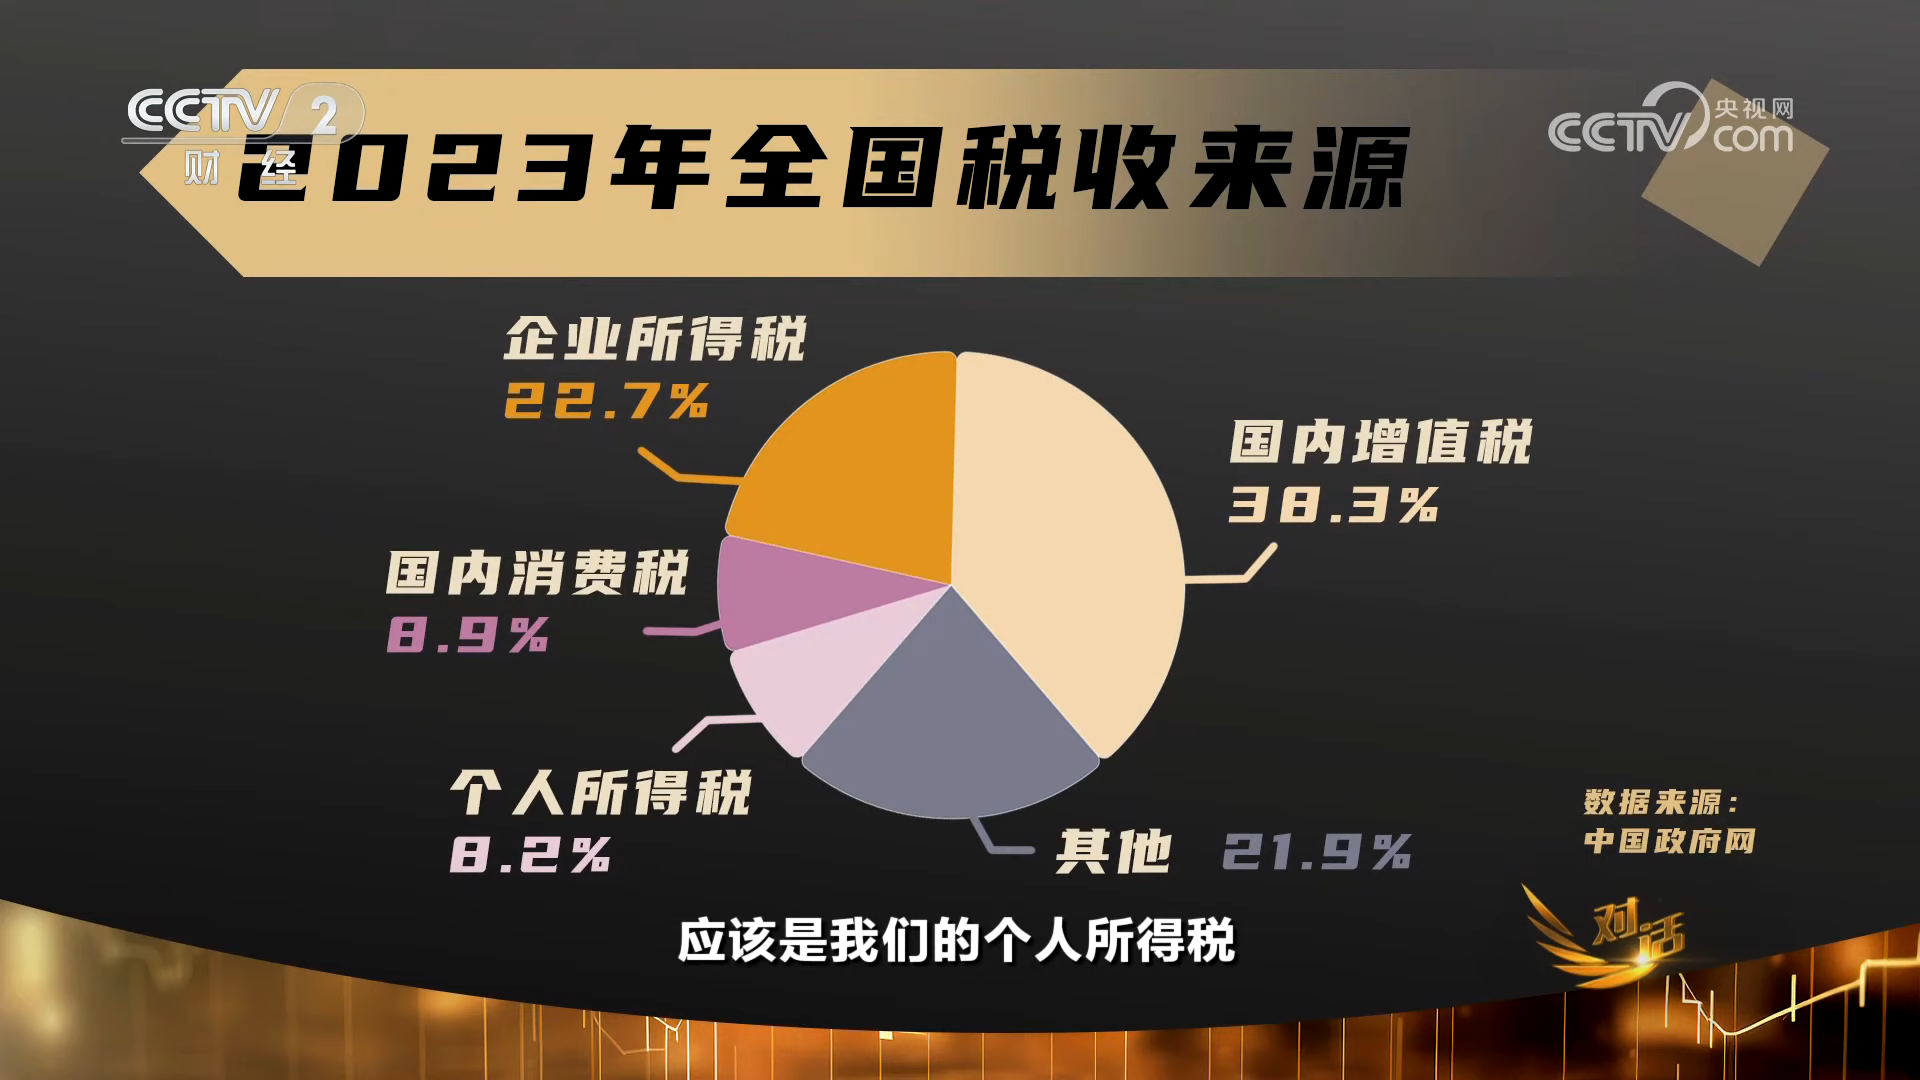 CCTV 2
财 经
央视网
CCTV.com
2023年全国税收来源
企业所得税
22.7%
国内增值税
38.3%
国内消费税
8.9%
个人所得税
8.2%
其他 21.9%
数据来源：
中国政府网
对话
应该是我们的个人所得税